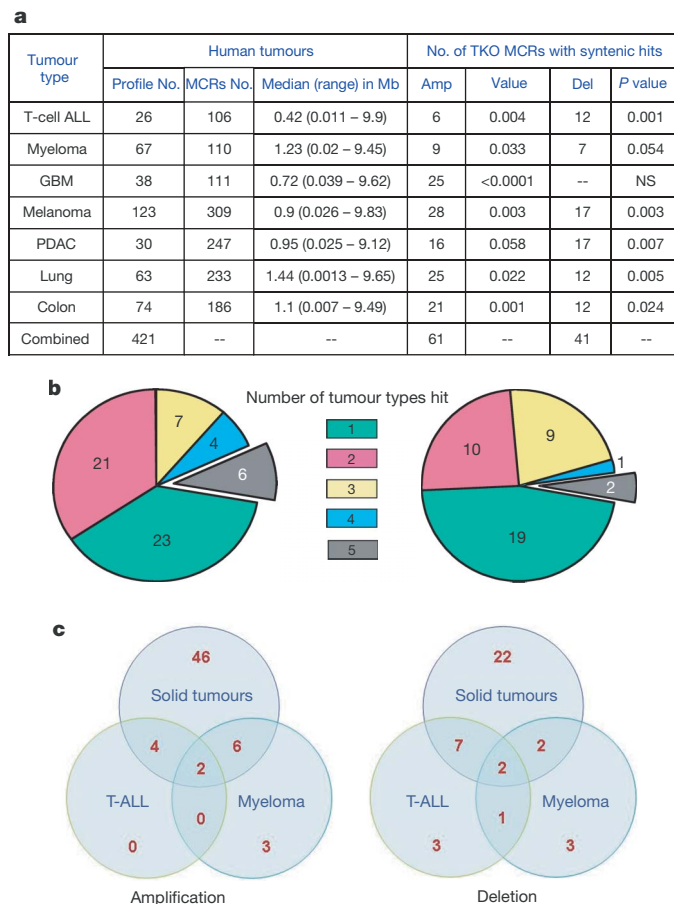 a
Tumour type Human tumours No. of TKO MCRs with syntenic hits
Profile No. MCRs No. Median (range) in Mb Amp Value Del P value
T-cell ALL 26 106 0.42 (0.011 – 9.9) 6 0.004 12 0.001
Myeloma 67 110 1.23 (0.02 – 9.45) 9 0.033 7 0.054
GBM 38 111 0.72 (0.039 – 9.62) 25 <0.0001 -- NS
Melanoma 123 309 0.9 (0.026 – 9.83) 28 0.003 17 0.003
PDAC 30 247 0.95 (0.025 – 9.12) 16 0.058 17 0.007
Lung 63 233 1.44 (0.0013 – 9.65) 25 0.022 12 0.005
Colon 74 186 1.1 (0.007 – 9.49) 21 0.001 12 0.024
Combined 421 -- -- 61 -- 41 --
b
Number of tumour types hit
7
4
6
21
23
1
2
3
4
5
9
1
2
10
19
c
46
Solid tumours
4 6
2
T-ALL Myeloma
0
0 3
Amplification
22
Solid tumours
7 2
2
T-ALL Myeloma
1
3 3
Deletion